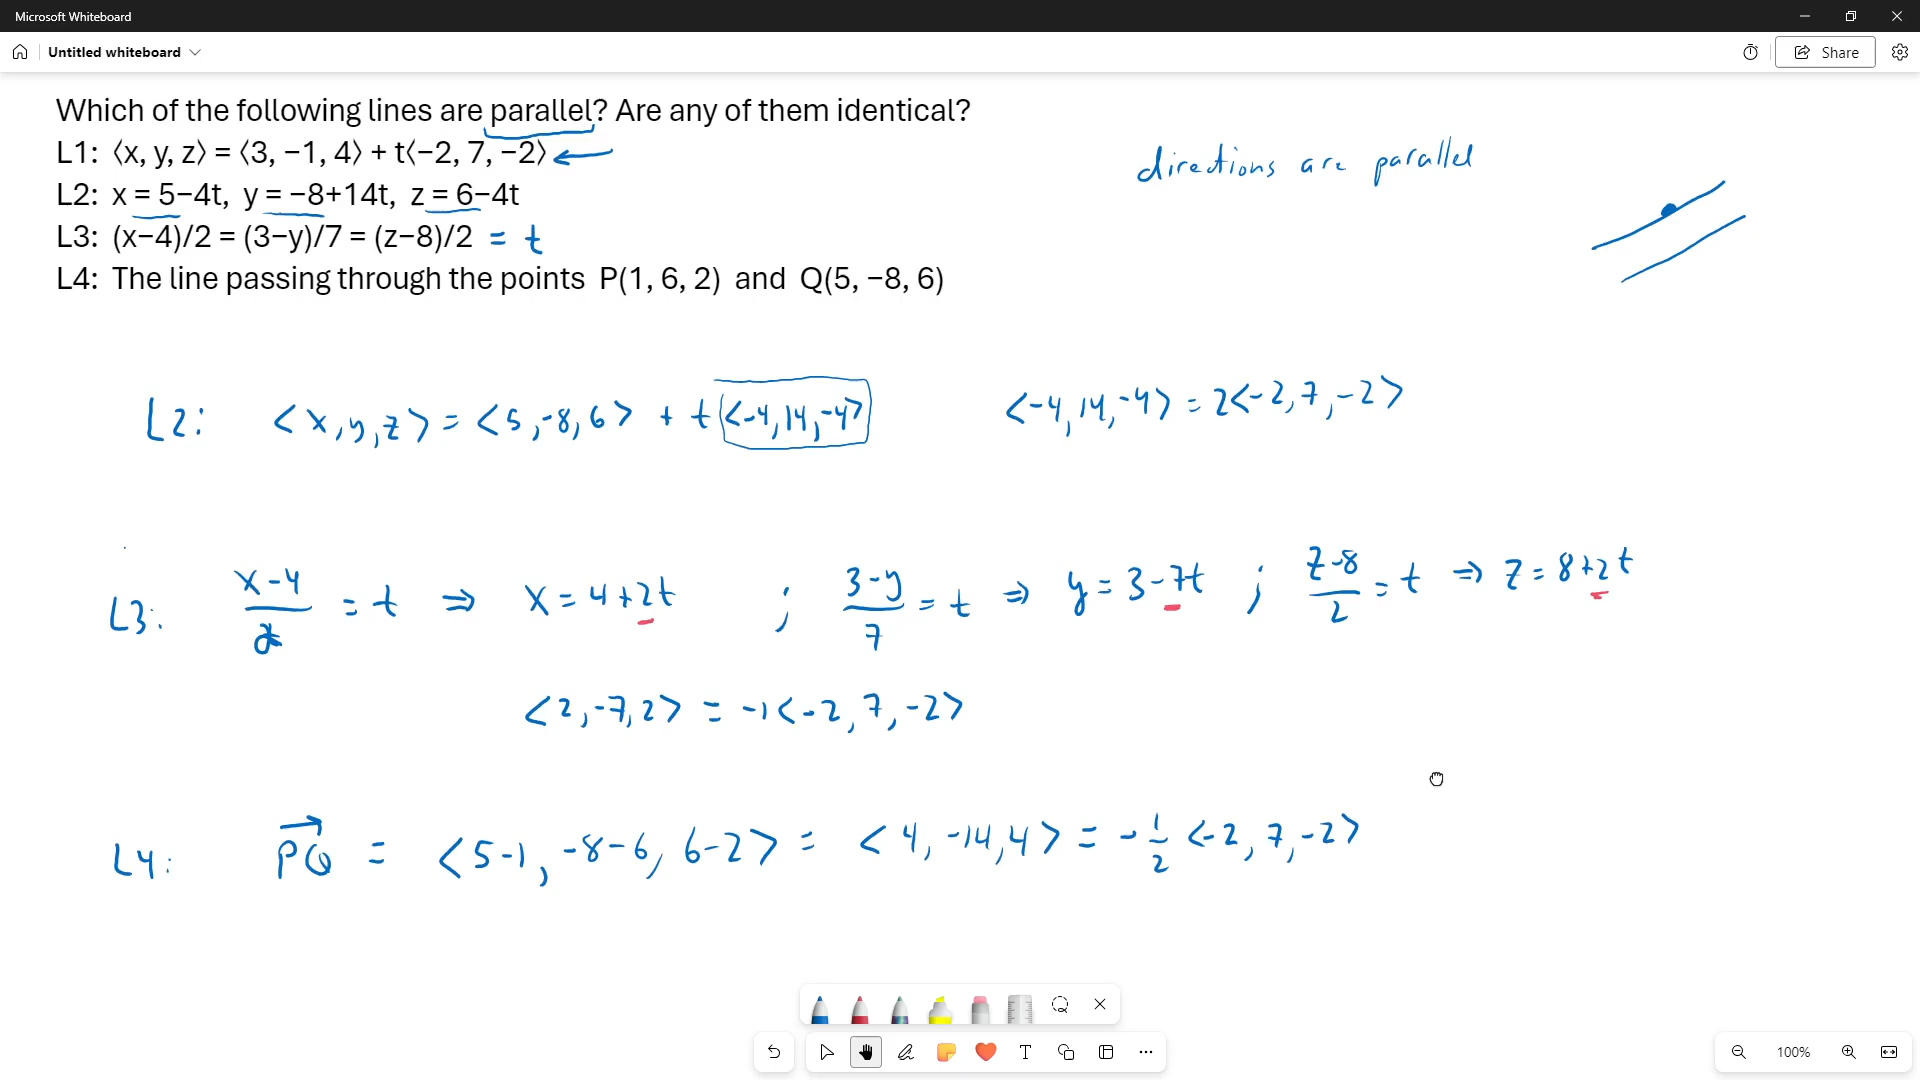 Microsoft Whiteboard
Untitled whiteboard
Share
Which of the following lines are parallel? Are any of them identical?
L1: ⟨x, y, z⟩ = ⟨3, −1, 4⟩ + t⟨−2, 7, −2⟩
directions are parallel
L2: x = 5−4t, y = −8+14t, z = 6−4t
L3: (x−4)/2 = (3−y)/7 = (z−8)/2 = t
L4: The line passing through the points P(1, 6, 2) and Q(5, −8, 6)
L2: <x,y,z> = <5,-8,6> + t<-4,14,-4> <-4,14,-4> = 2<-2,7,-2>
L3: (x-4)/2 = t ⇒ x = 4+2t ; (3-y)/7 = t ⇒ y = 3-7t ; (z-8)/2 = t ⇒ z = 8+2t
<2,-7,2> = -1<-2,7,-2>
L4: PQ→ = <5-1, -8-6, 6-2> = <4,-14,4> = -1/2 <-2,7,-2>
100%